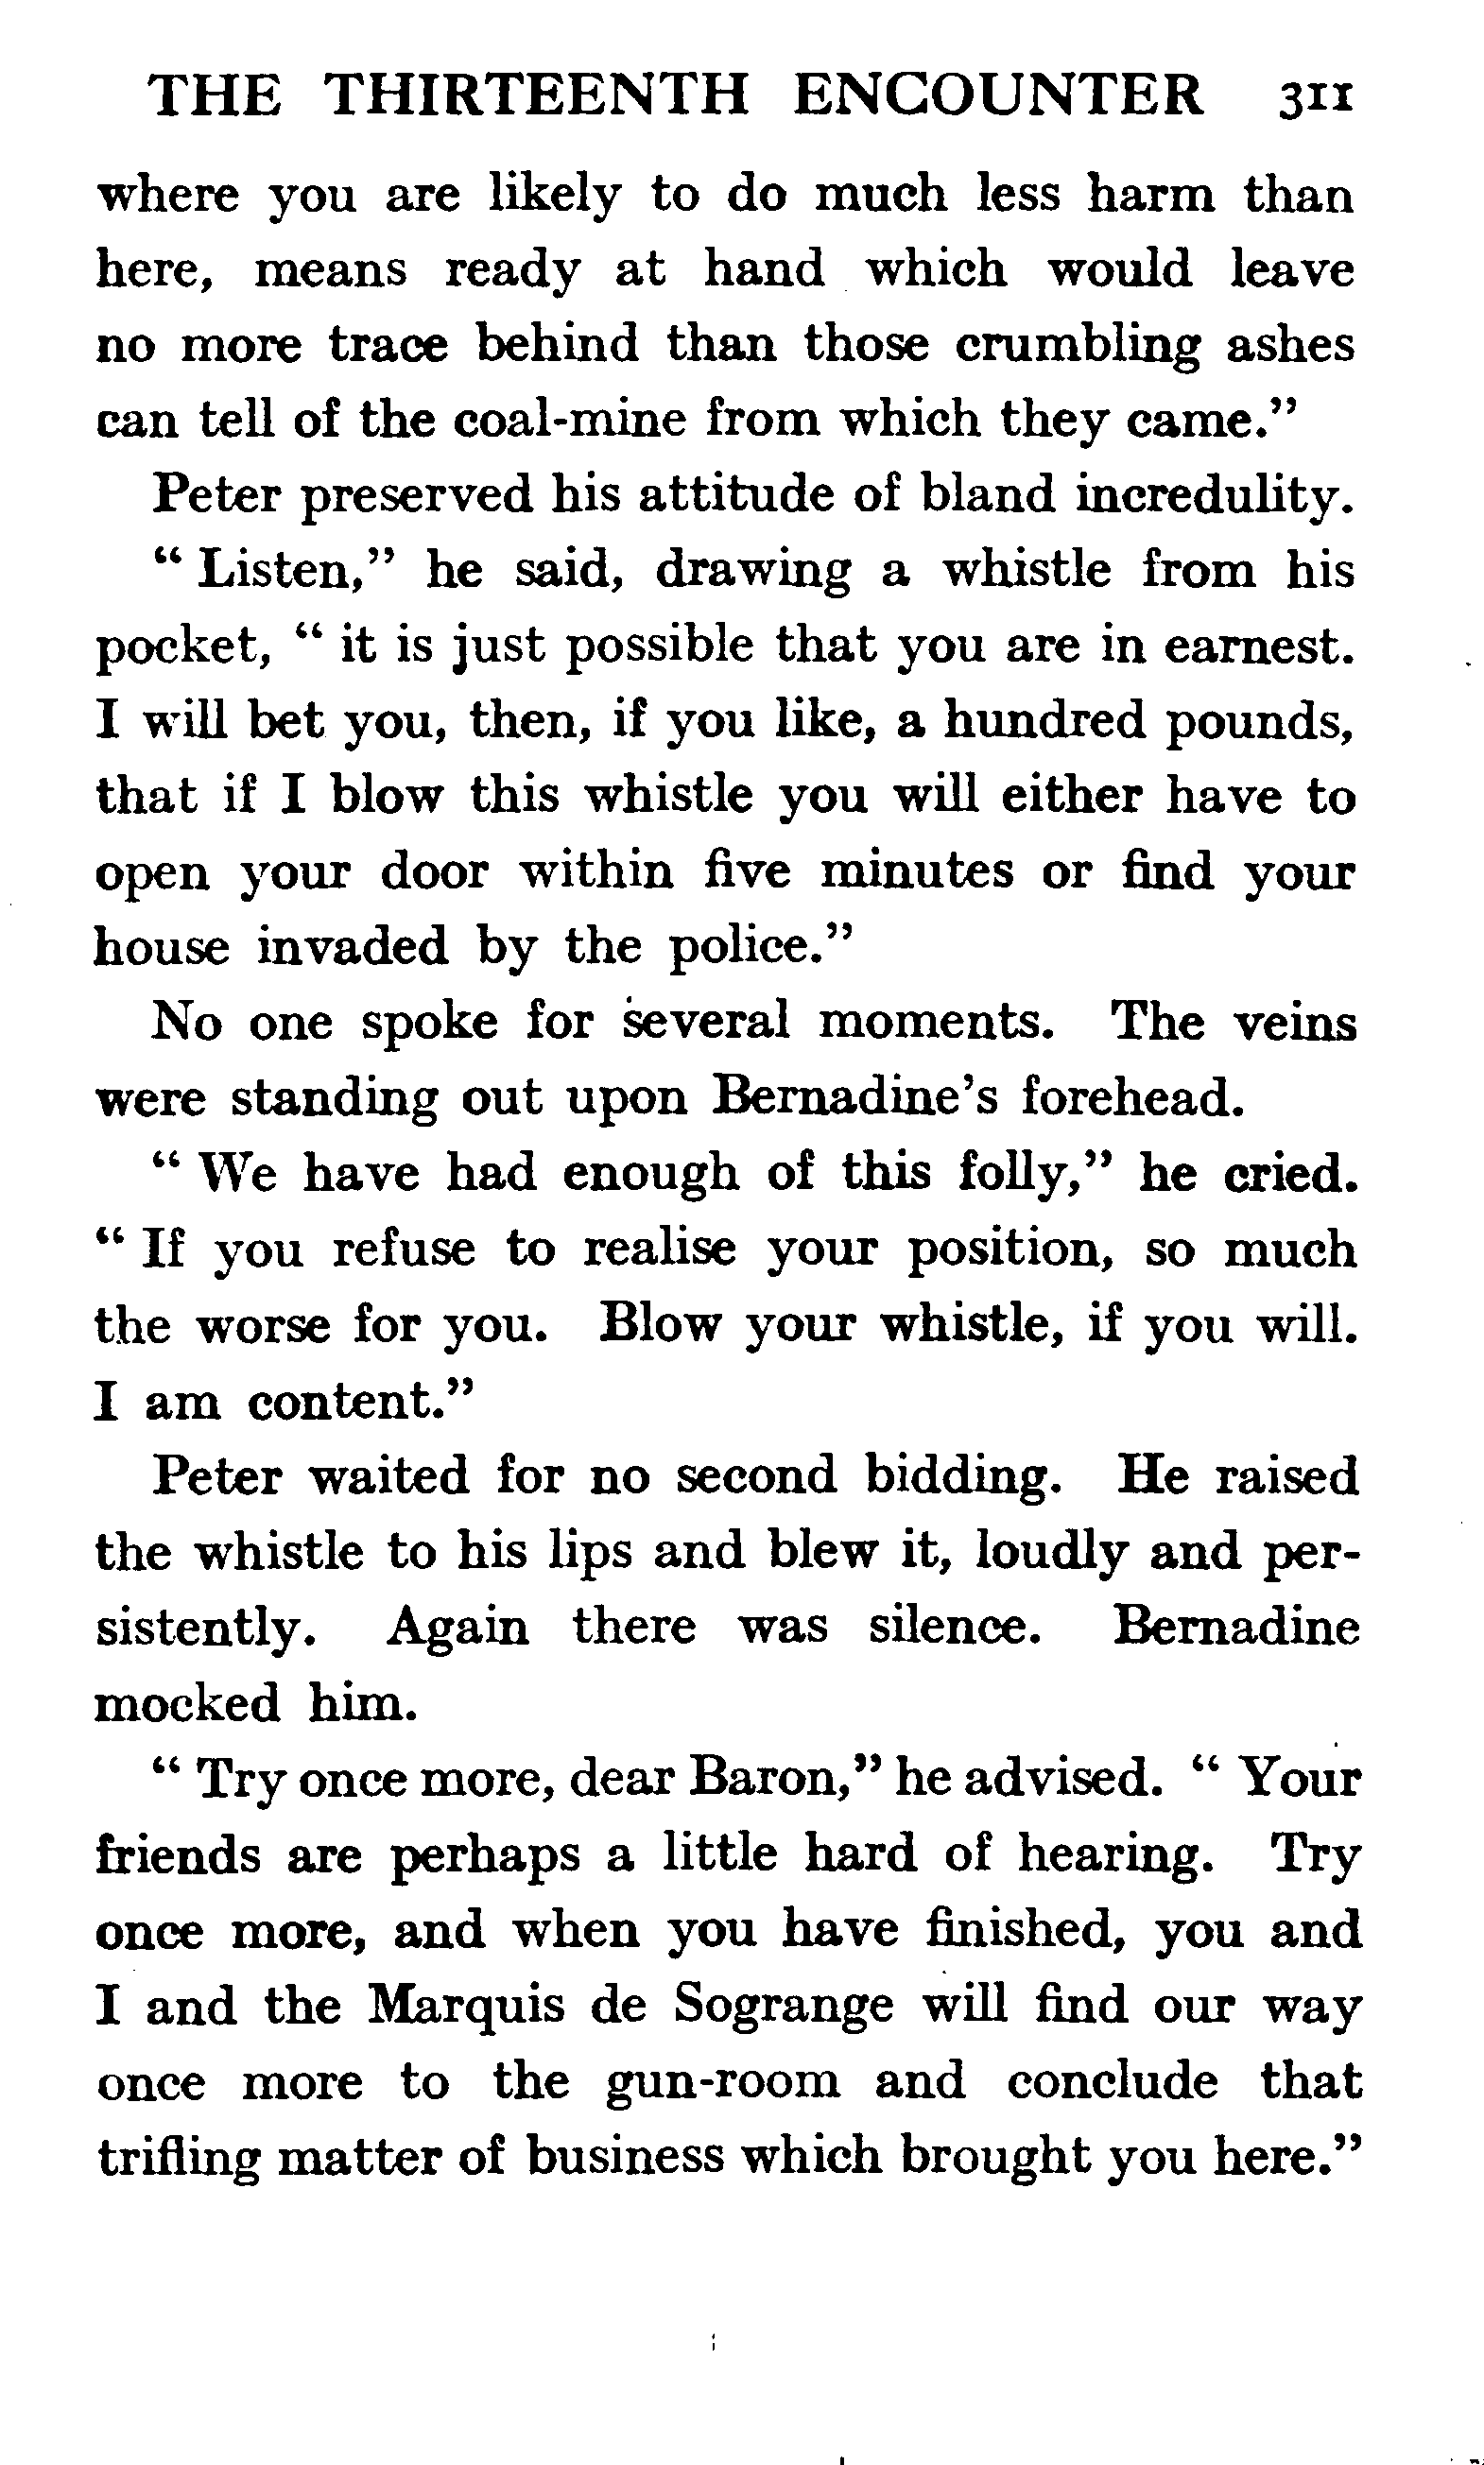 THE THIRTEENTH ENCOUNTER 311
where you are likely to do much less harm than
here, means ready at hand which would leave
no more trace behind than those crumbling ashes
can tell of the coal-mine from which they came.”
Peter preserved his attitude of bland incredulity.
“ Listen,” he said, drawing a whistle from his
pocket, “ it is just possible that you are in earnest.
I will bet you, then, if you like, a hundred pounds,
that if I blow this whistle you will either have to
open your door within five minutes or find your
house invaded by the police.”
No one spoke for several moments. The veins
were standing out upon Bernadine’s forehead.
“ We have had enough of this folly,” he cried.
“ If you refuse to realise your position, so much
the worse for you. Blow your whistle, if you will.
I am content.”
Peter waited for no second bidding. He raised
the whistle to his lips and blew it, loudly and per-
sistently. Again there was silence. Bernadine
mocked him.
“ Try once more, dear Baron,” he advised. “ Your
friends are perhaps a little hard of hearing. Try
once more, and when you have finished, you and
I and the Marquis de Sogrange will find our way
once more to the gun-room and conclude that
trifling matter of business which brought you here.”